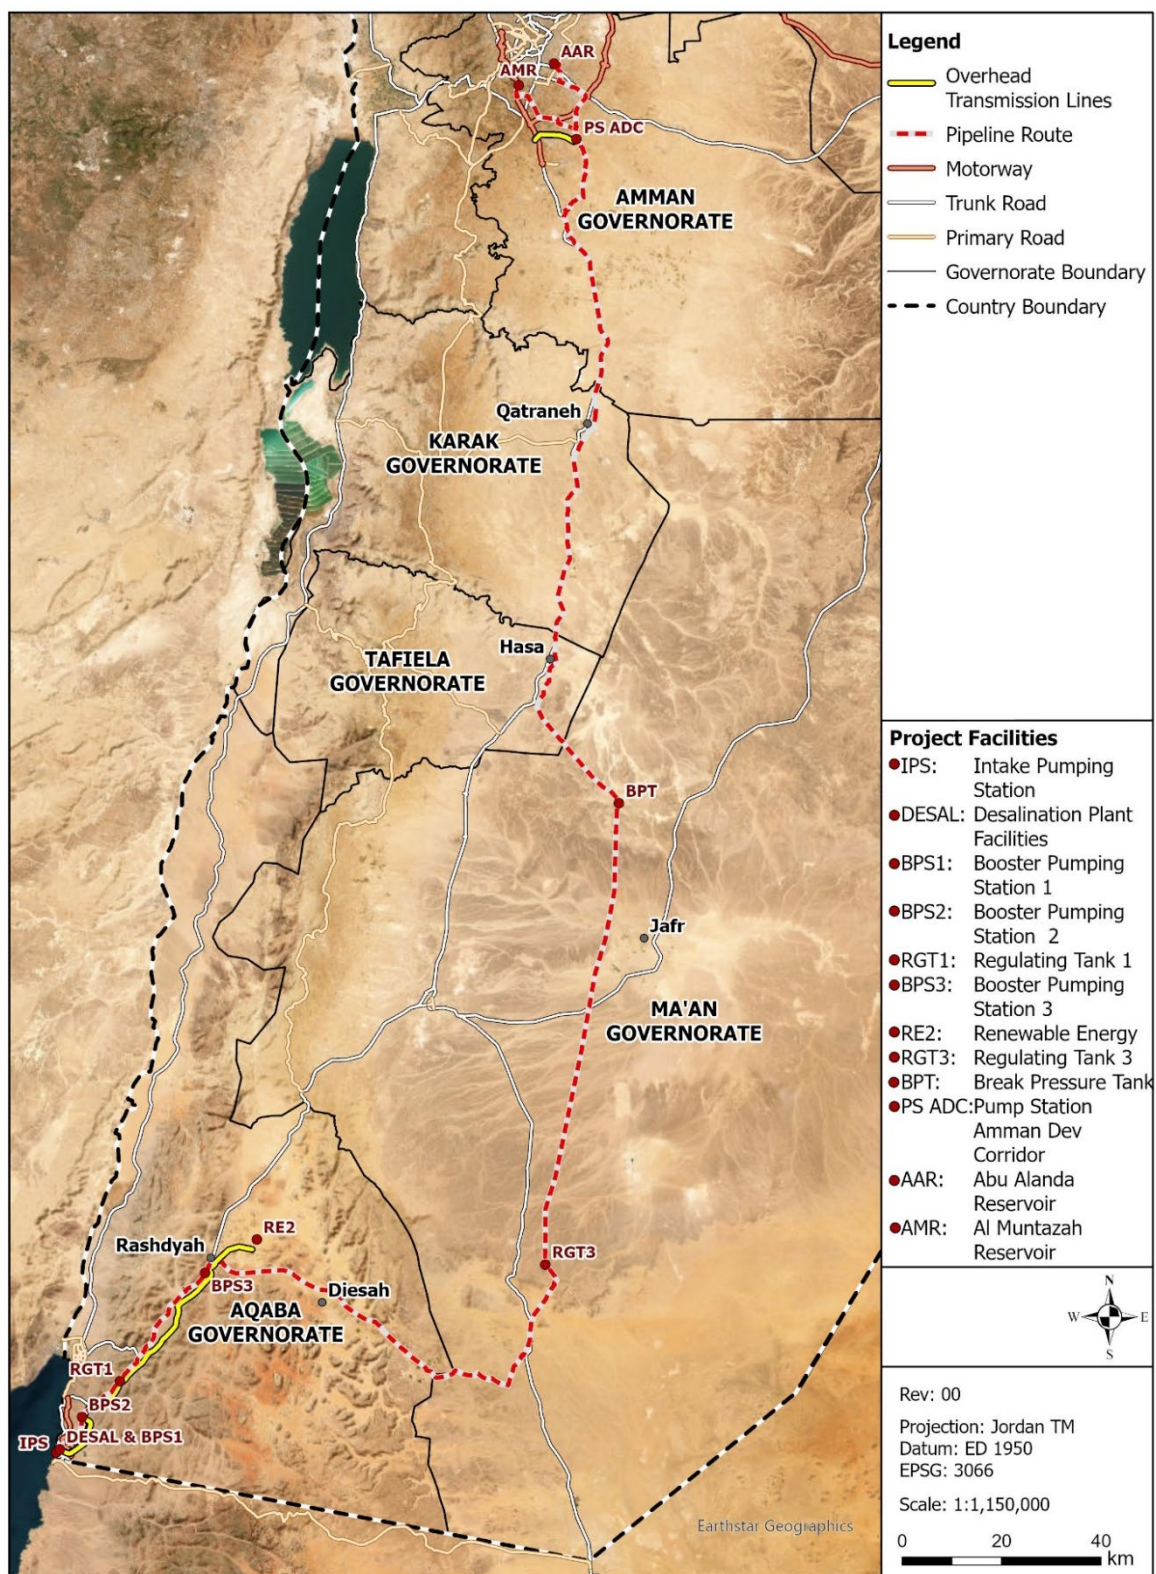 AAR
AMR
PS ADC
AMMAN
GOVERNORATE
Qatraneh
KARAK
GOVERNORATE
Hasa
TAFIELA
GOVERNORATE
BPT
Jafr
MA'AN
GOVERNORATE
RE2
Rashdyah
RGT3
BPS3
Diesah
AQABA
GOVERNORATE
RGT1
BPS2
DESAL & BPS1
IPS
Earthstar Geographics
Legend
Overhead
Transmission Lines
Pipeline Route
Motorway
Trunk Road
Primary Road
Governorate Boundary
Country Boundary
Project Facilities
IPS: Intake Pumping
Station
DESAL: Desalination Plant
Facilities
BPS1: Booster Pumping
Station 1
BPS2: Booster Pumping
Station 2
RGT1: Regulating Tank 1
BPS3: Booster Pumping
Station 3
RE2: Renewable Energy
RGT3: Regulating Tank 3
BPT: Break Pressure Tank
PS ADC:Pump Station
Amman Dev
Corridor
AAR: Abu Alanda
Reservoir
AMR: Al Muntazah
Reservoir
N
W E
S
Rev: 00
Projection: Jordan TM
Datum: ED 1950
EPSG: 3066
Scale: 1:1,150,000
0 20 40
km